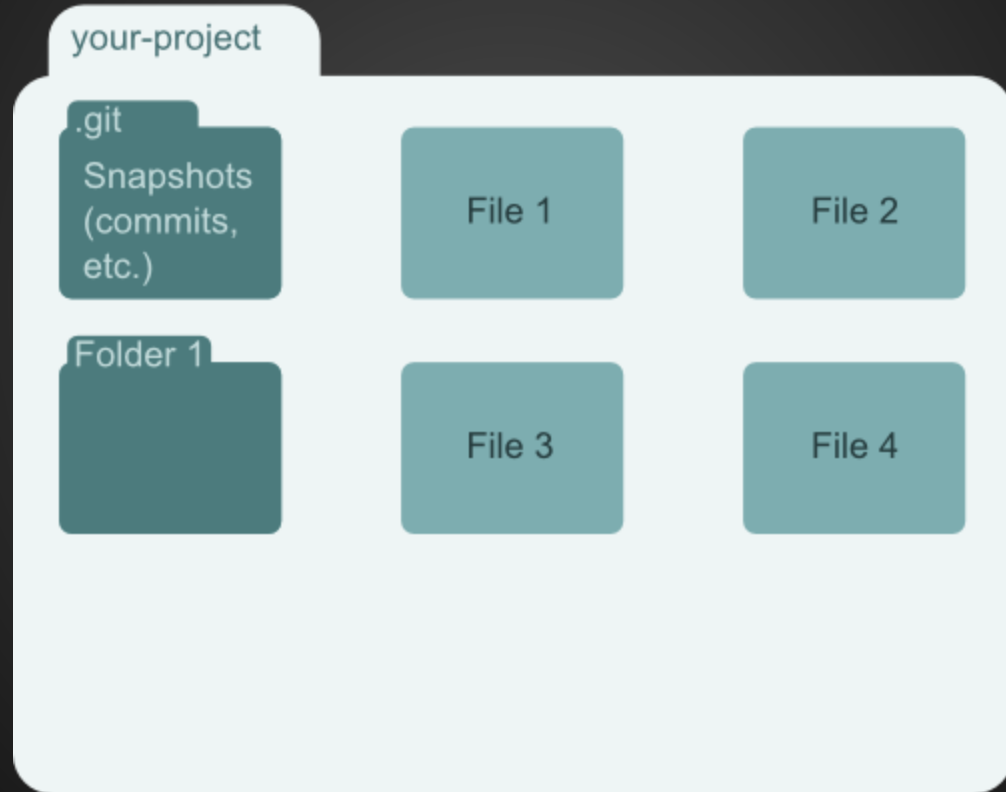 your-project
.git
Snapshots
(commits,
etc.)
File 1
File 2
Folder 1
File 3
File 4